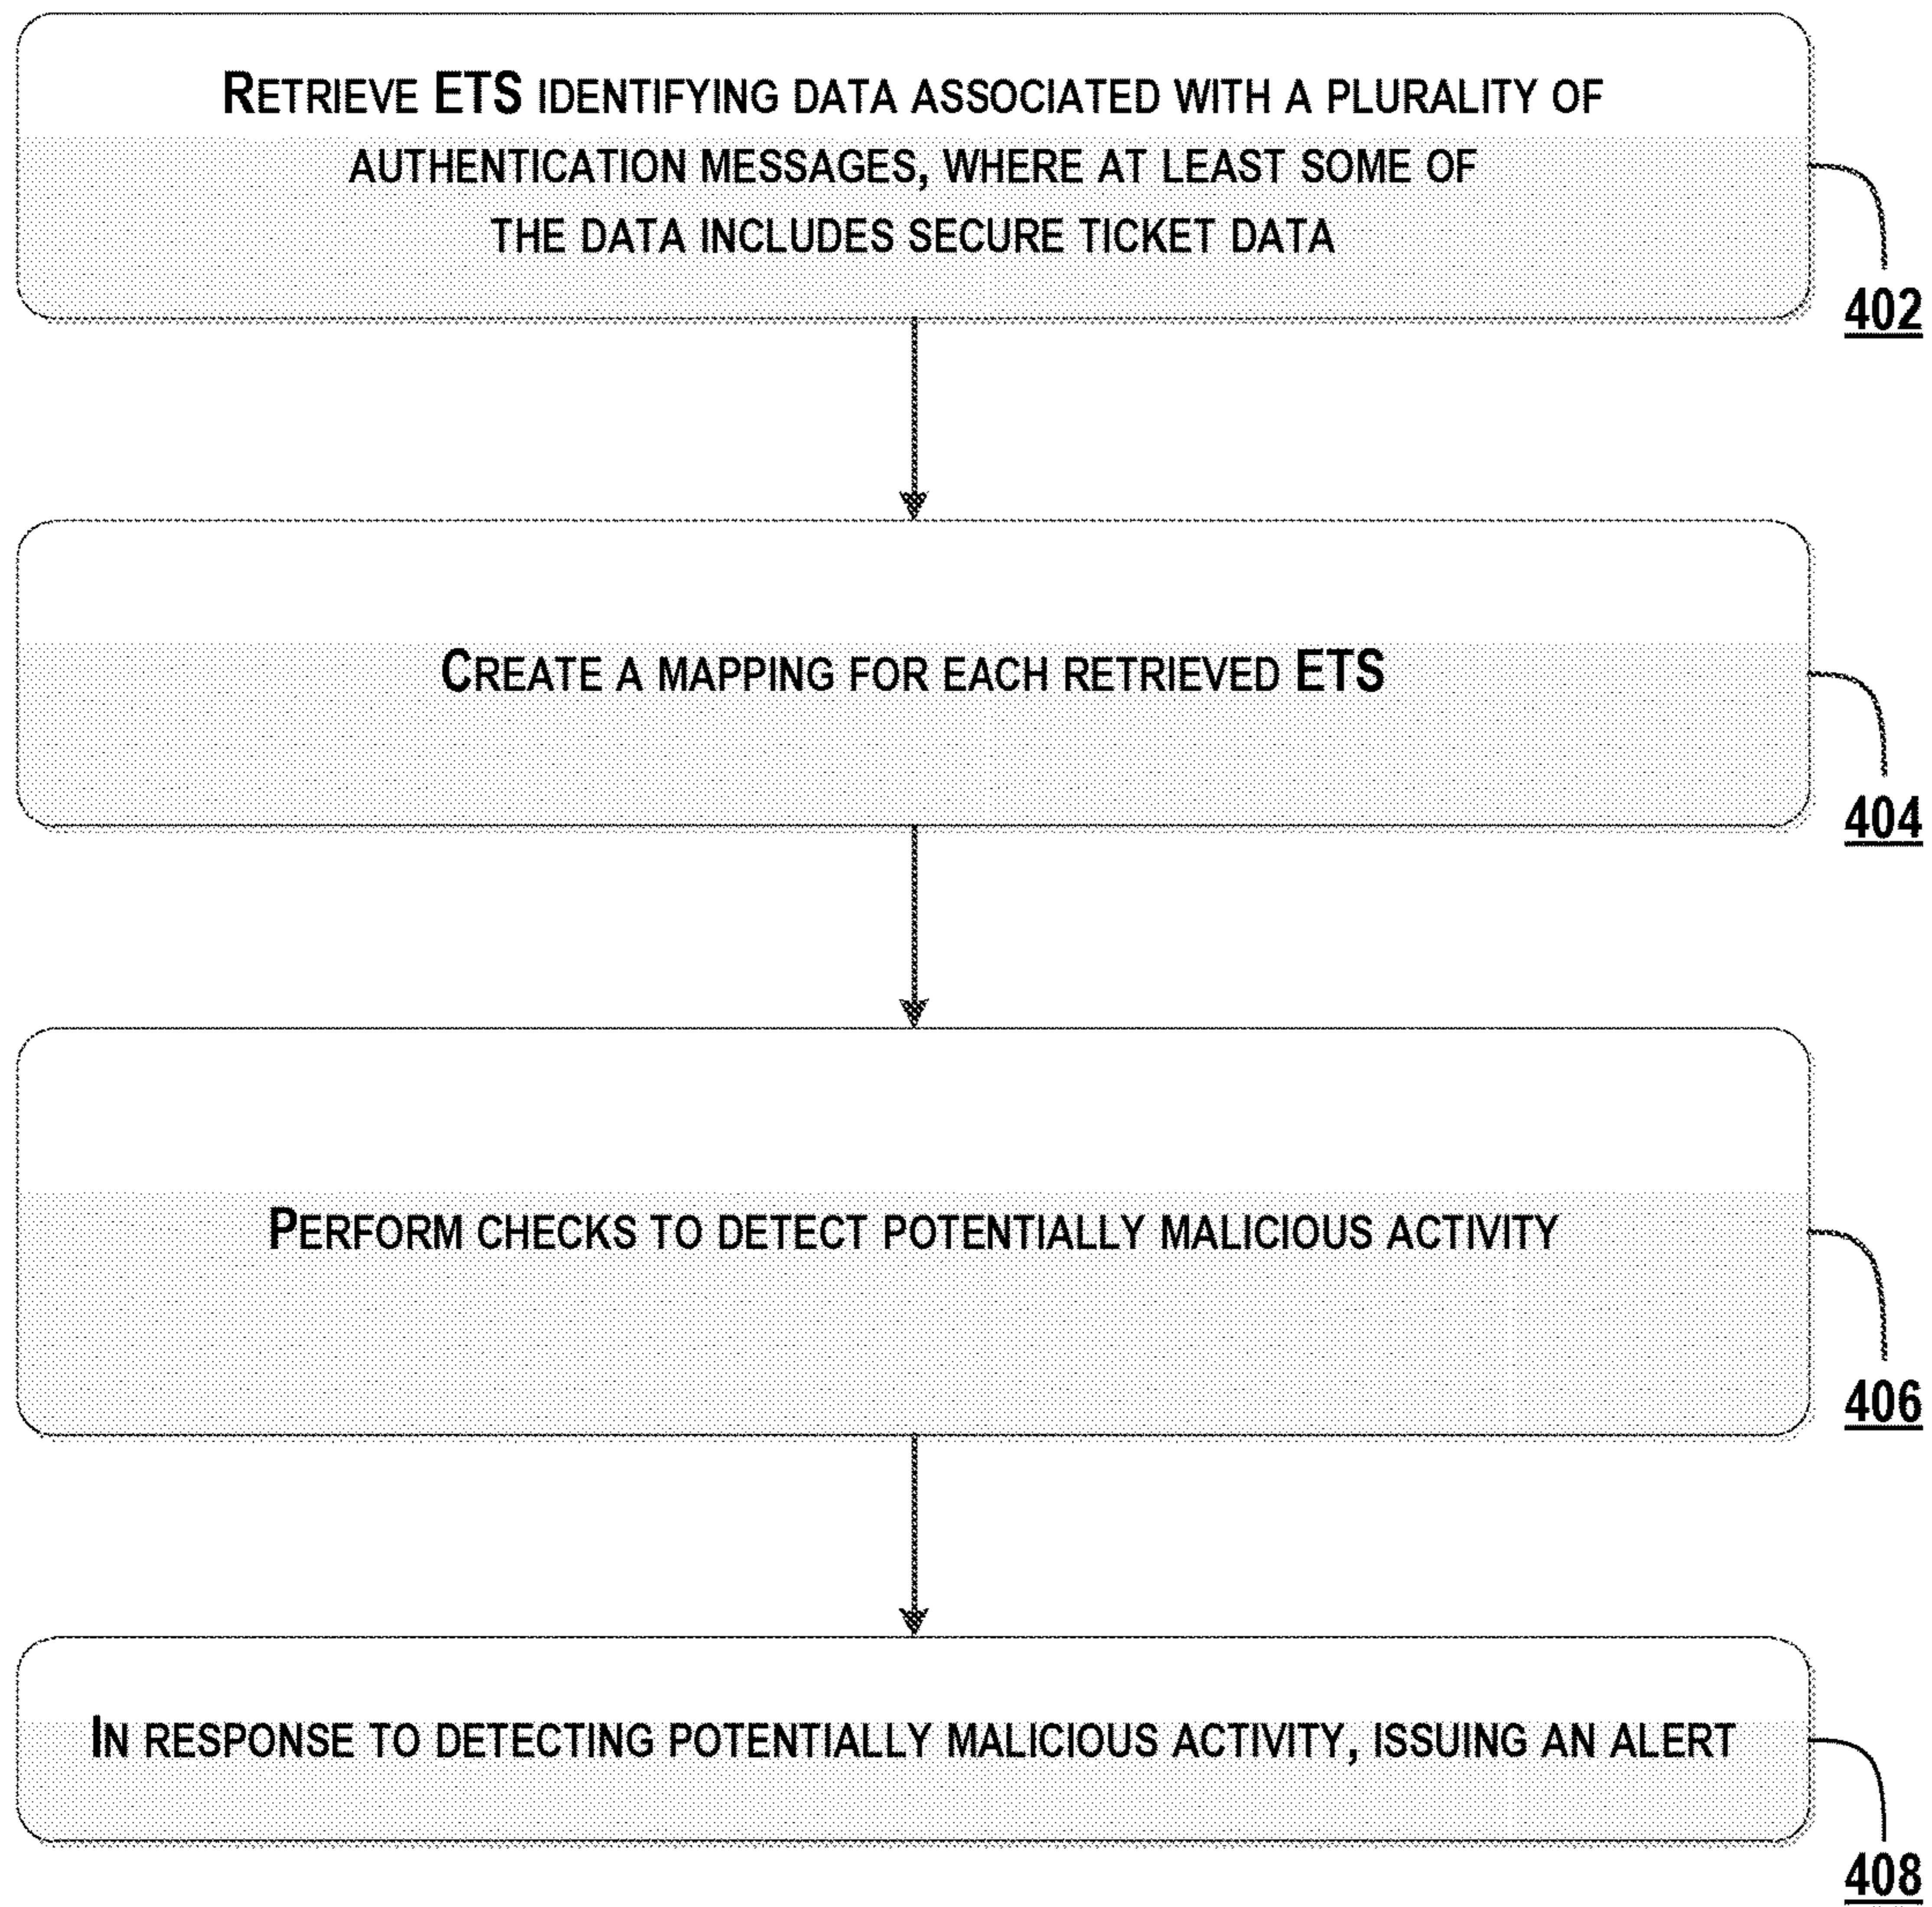 RETRIEVE ETS IDENTIFYING DATA ASSOCIATED WITH A PLURALITY OF
AUTHENTICATION MESSAGES, WHERE AT LEAST SOME OF
THE DATA INCLUDES SECURE TICKET DATA
402
CREATE A MAPPING FOR EACH RETRIEVED ETS
404
PERFORM CHECKS TO DETECT POTENTIALLY MALICIOUS ACTIVITY
406
IN RESPONSE TO DETECTING POTENTIALLY MALICIOUS ACTIVITY, ISSUING AN ALERT
408